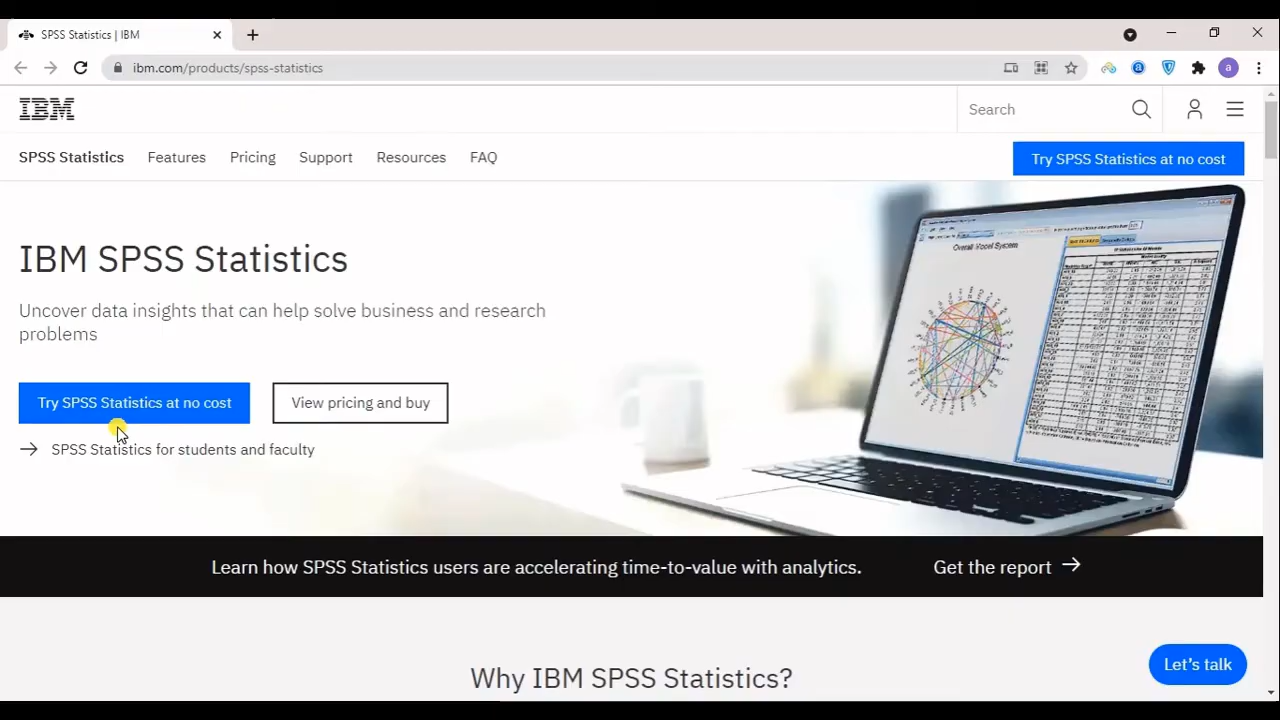 SPSS Statistics | IBM
ibm.com/products/spss-statistics
a
a
IBM
Search
SPSS Statistics Features Pricing Support Resources FAQ
Try SPSS Statistics at no cost
IBM SPSS Statistics
Uncover data insights that can help solve business and research
problems
Try SPSS Statistics at no cost
View pricing and buy
SPSS Statistics for students and faculty
Overall Model System
Learn how SPSS Statistics users are accelerating time-to-value with analytics.
Get the report
Why IBM SPSS Statistics?
Let's talk